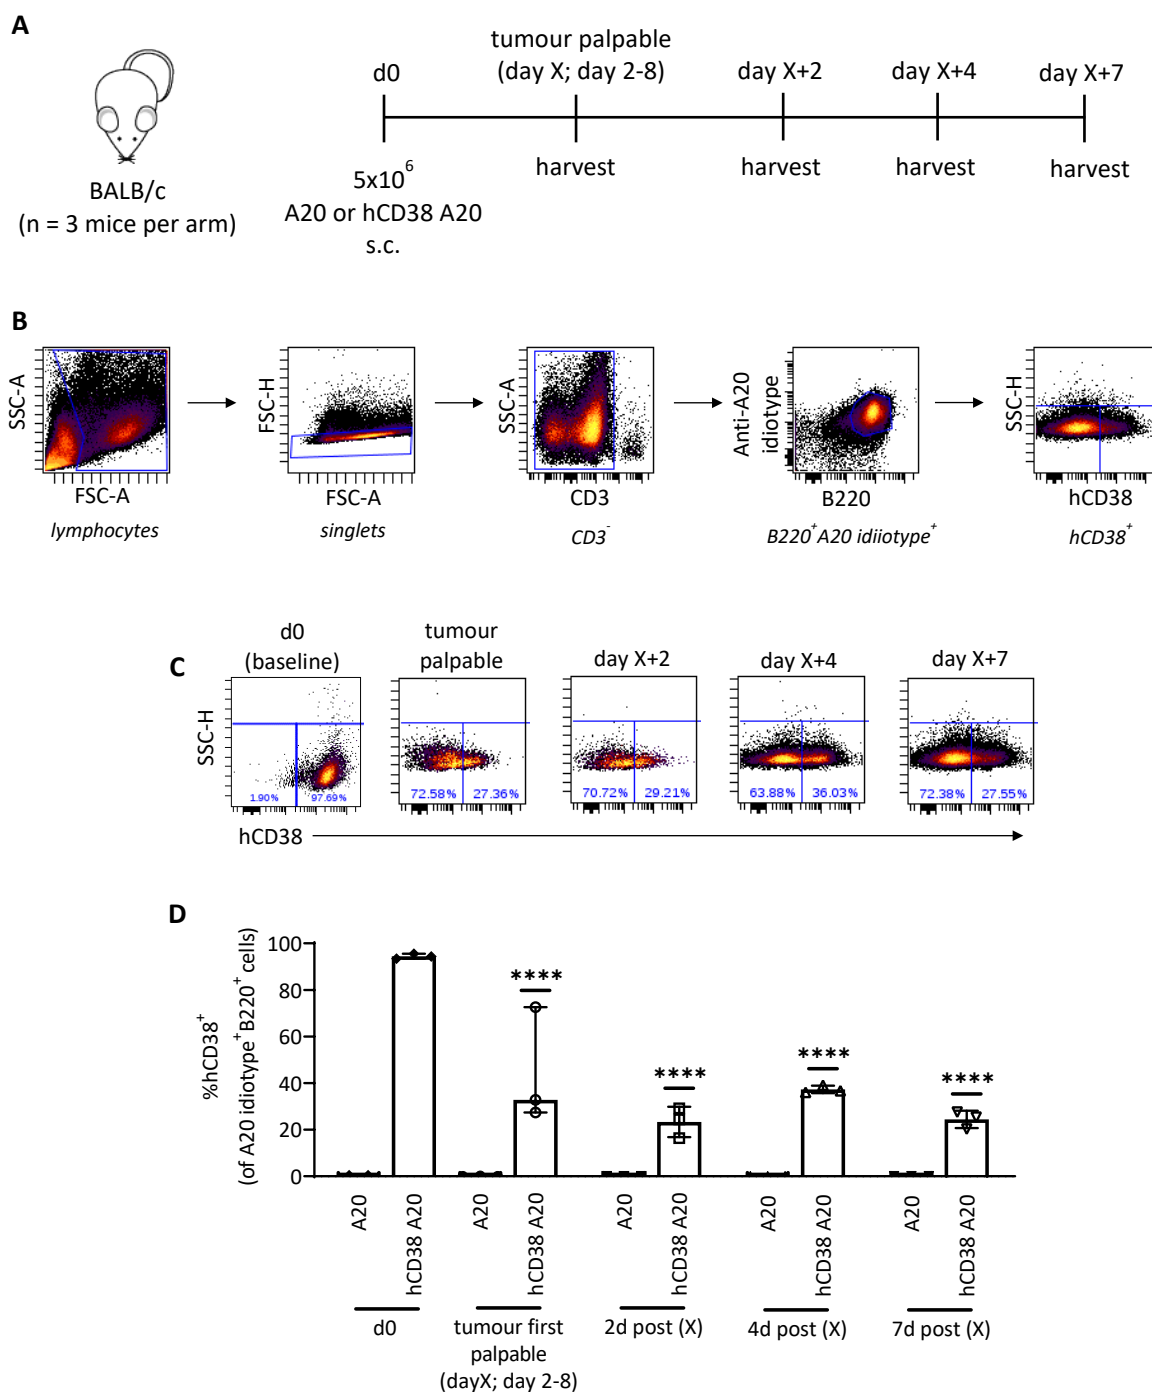 A
BALB/c
(n = 3 mice per arm)
d0
tumour palpable
(day X; day 2-8)
day X+2
day X+4
day X+7
5x10⁶
A20 or hCD38 A20
s.c.
harvest
harvest
harvest
harvest
B
SSC-A
FSC-A
lymphocytes
FSC-H
FSC-A
singlets
SSC-A
CD3
CD3⁻
Anti-A20
idiotype
B220
B220⁺A20 idiiotype⁺
SSC-H
hCD38
hCD38⁺
C
d0
(baseline)
tumour
palpable
day X+2
day X+4
day X+7
SSC-H
1.90% 97.69%
72.58% 27.36%
70.72% 29.21%
63.88% 36.03%
72.38% 27.55%
hCD38
D
%hCD38⁺
(of A20 idiotype⁺B220⁺ cells)
100
80
60
40
20
0
****
****
****
****
A20
hCD38 A20
A20
hCD38 A20
A20
hCD38 A20
A20
hCD38 A20
A20
hCD38 A20
d0
tumour first
palpable
(dayX; day 2-8)
2d post (X)
4d post (X)
7d post (X)